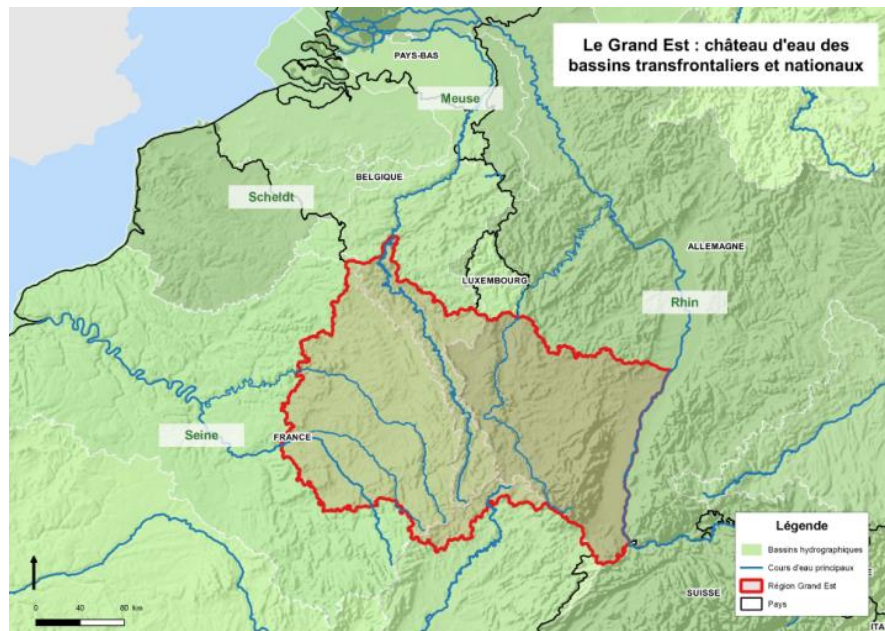 Le Grand Est : château d'eau des
bassins transfrontaliers et nationaux
PAYS-BAS
Meuse
BELGIQUE
Scheldt
ALLEMAGNE
LUXEMBOURG
Rhin
Seine
FRANCE
Légende
Bassins hydrographiques
Cours d'eau principaux
Région Grand Est
Pays
SUISSE
ITA
0 40 80 km